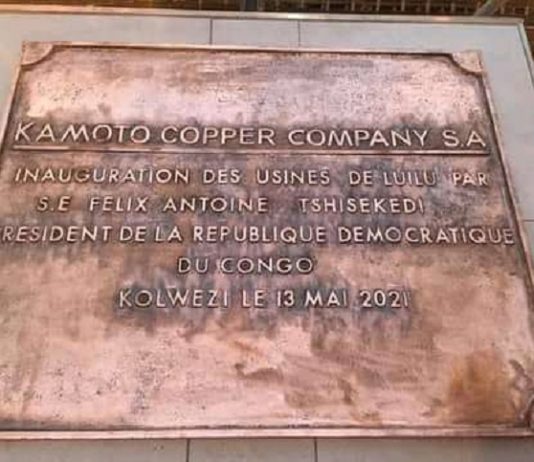 KAMOTO COPPER COMPANY S.A
INAUGURATION DES USINES DE LUILU PAR
S.E FELIX ANTOINE TSHISEKEDI
PRESIDENT DE LA REPUBLIQUE DEMOCRATIQUE
DU CONGO
KOLWEZI LE 13 MAI 2021